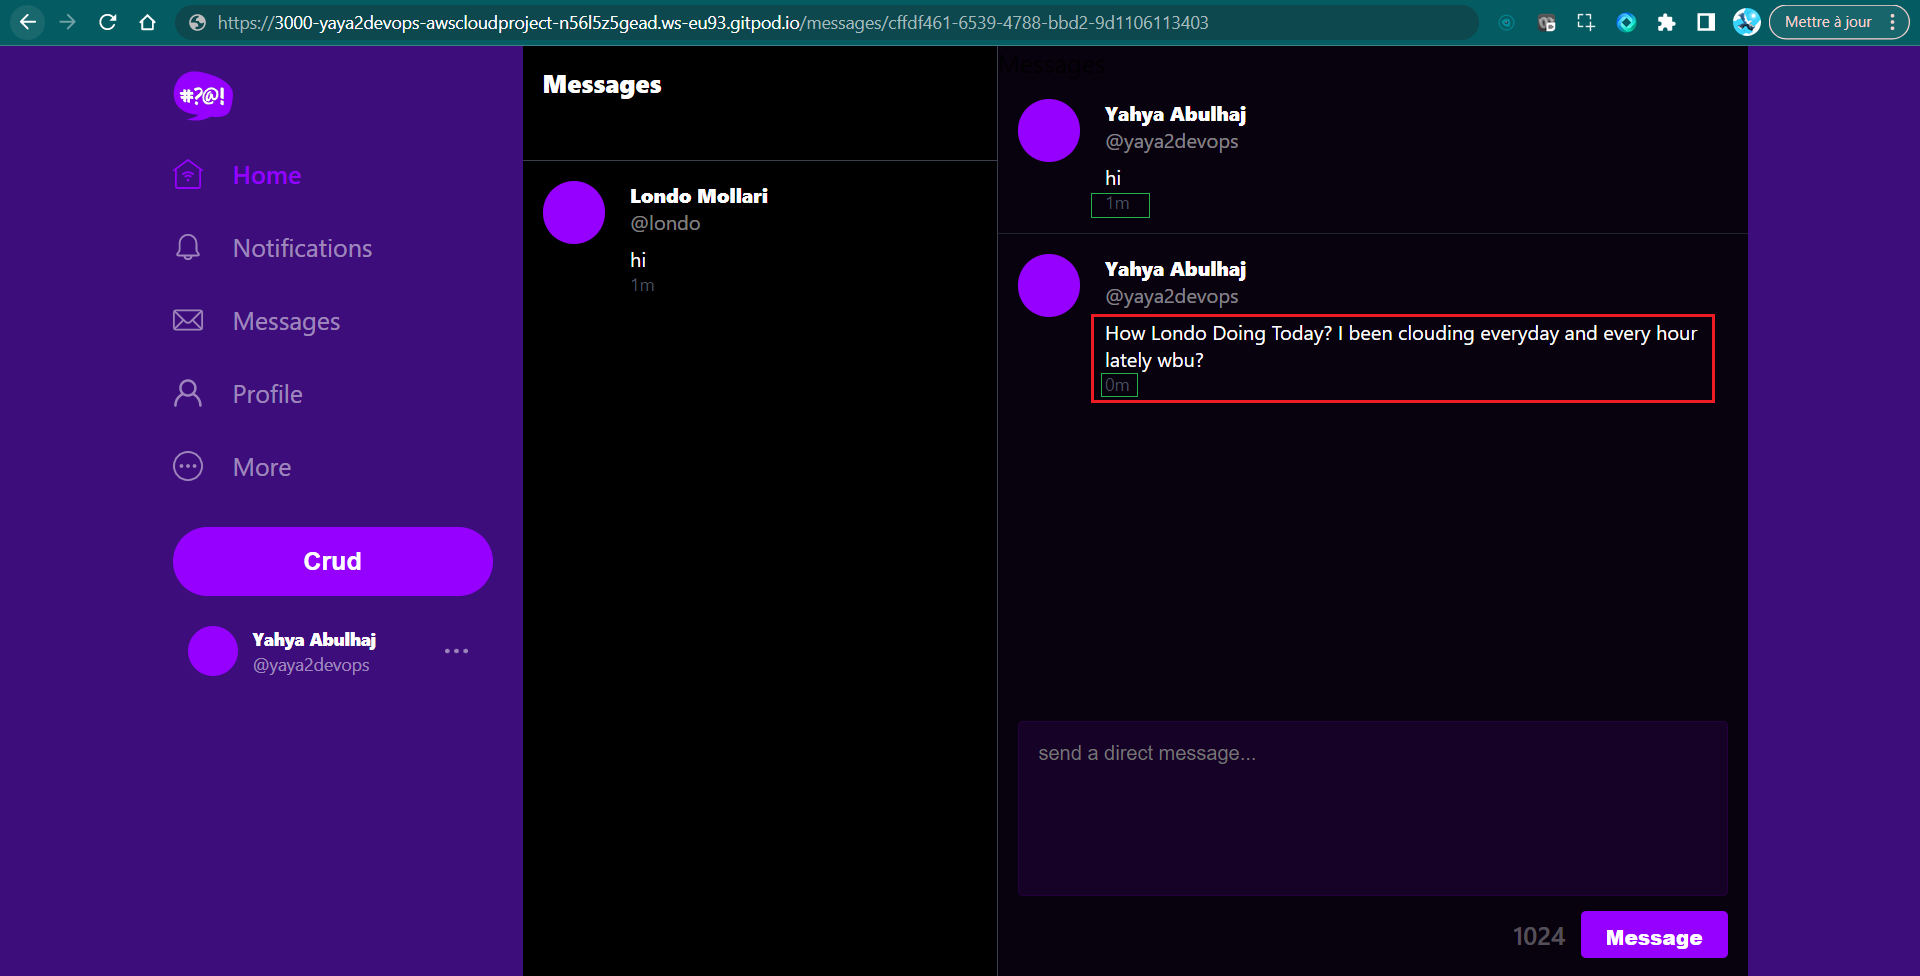 https://3000-yaya2devops-awscloudproject-n56l5z5gead.ws-eu93.gitpod.io/messages/cffdf461-6539-4788-bbd2-9d1106113403
Mettre à jour
#?@!
Home
Notifications
Messages
Profile
More
Crud
Yahya Abulhaj
@yaya2devops
Messages
Londo Mollari
@londo
hi
1m
Messages
Yahya Abulhaj
@yaya2devops
hi
1m
Yahya Abulhaj
@yaya2devops
How Londo Doing Today? I been clouding everyday and every hour
lately wbu?
0m
send a direct message...
1024
Message